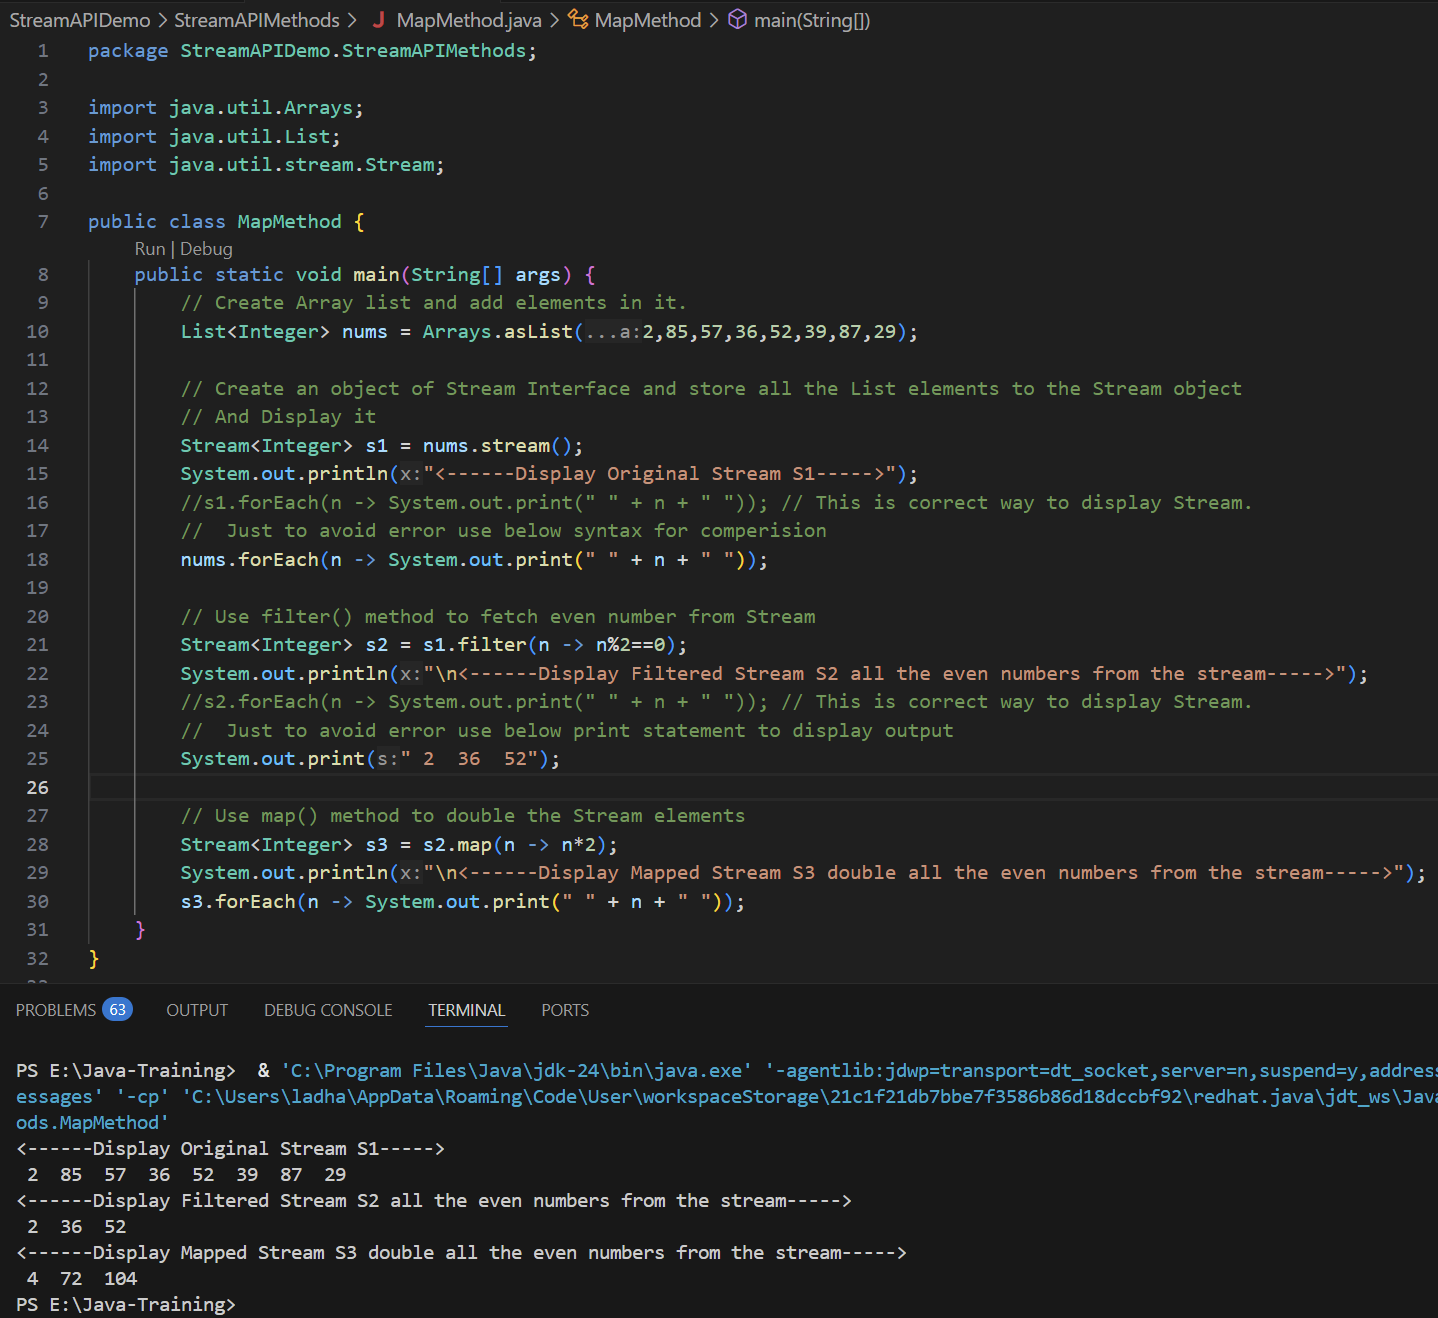 StreamAPIDemo > StreamAPIMethods > J MapMethod.java > MapMethod > main(String[])
1 package StreamAPIDemo.StreamAPIMethods;
2
3 import java.util.Arrays;
4 import java.util.List;
5 import java.util.stream.Stream;
6
7 public class MapMethod {
Run | Debug
8 public static void main(String[] args) {
9 // Create Array list and add elements in it.
10 List<Integer> nums = Arrays.asList(...a:2,85,57,36,52,39,87,29);
11
12 // Create an object of Stream Interface and store all the List elements to the Stream object
13 // And Display it
14 Stream<Integer> s1 = nums.stream();
15 System.out.println(x:"<------Display Original Stream S1----->");
16 //s1.forEach(n -> System.out.print(" " + n + " ")); // This is correct way to display Stream.
17 //  Just to avoid error use below syntax for comperision
18 nums.forEach(n -> System.out.print(" " + n + " "));
19
20 // Use filter() method to fetch even number from Stream
21 Stream<Integer> s2 = s1.filter(n -> n%2==0);
22 System.out.println(x:"\n<------Display Filtered Stream S2 all the even numbers from the stream----->");
23 //s2.forEach(n -> System.out.print(" " + n + " ")); // This is correct way to display Stream.
24 //  Just to avoid error use below print statement to display output
25 System.out.print(s:" 2  36  52");
26
27 // Use map() method to double the Stream elements
28 Stream<Integer> s3 = s2.map(n -> n*2);
29 System.out.println(x:"\n<------Display Mapped Stream S3 double all the even numbers from the stream----->");
30 s3.forEach(n -> System.out.print(" " + n + " "));
31 }
32 }
PROBLEMS 63 OUTPUT DEBUG CONSOLE TERMINAL PORTS
PS E:\Java-Training>  & 'C:\Program Files\Java\jdk-24\bin\java.exe' '-agentlib:jdwp=transport=dt_socket,server=n,suspend=y,address
essages' '-cp' 'C:\Users\ladha\AppData\Roaming\Code\User\workspaceStorage\21c1f21db7bbe7f3586b86d18dccbf92\redhat.java\jdt_ws\Java
ods.MapMethod'
<------Display Original Stream S1----->
2  85  57  36  52  39  87  29
<------Display Filtered Stream S2 all the even numbers from the stream----->
2  36  52
<------Display Mapped Stream S3 double all the even numbers from the stream----->
4  72  104
PS E:\Java-Training>